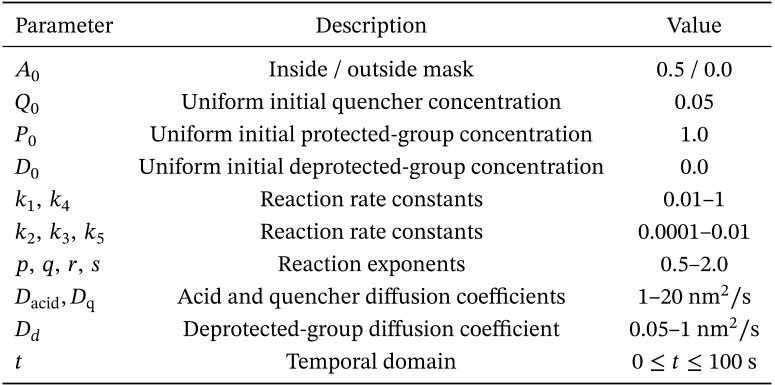 Parameter Description Value
A₀ Inside / outside mask 0.5 / 0.0
Q₀ Uniform initial quencher concentration 0.05
P₀ Uniform initial protected-group concentration 1.0
D₀ Uniform initial deprotected-group concentration 0.0
k₁, k₄ Reaction rate constants 0.01–1
k₂, k₃, k₅ Reaction rate constants 0.0001–0.01
p, q, r, s Reaction exponents 0.5–2.0
D_acid, D_q Acid and quencher diffusion coefficients 1–20 nm²/s
D_d Deprotected-group diffusion coefficient 0.05–1 nm²/s
t Temporal domain 0 ≤ t ≤ 100 s